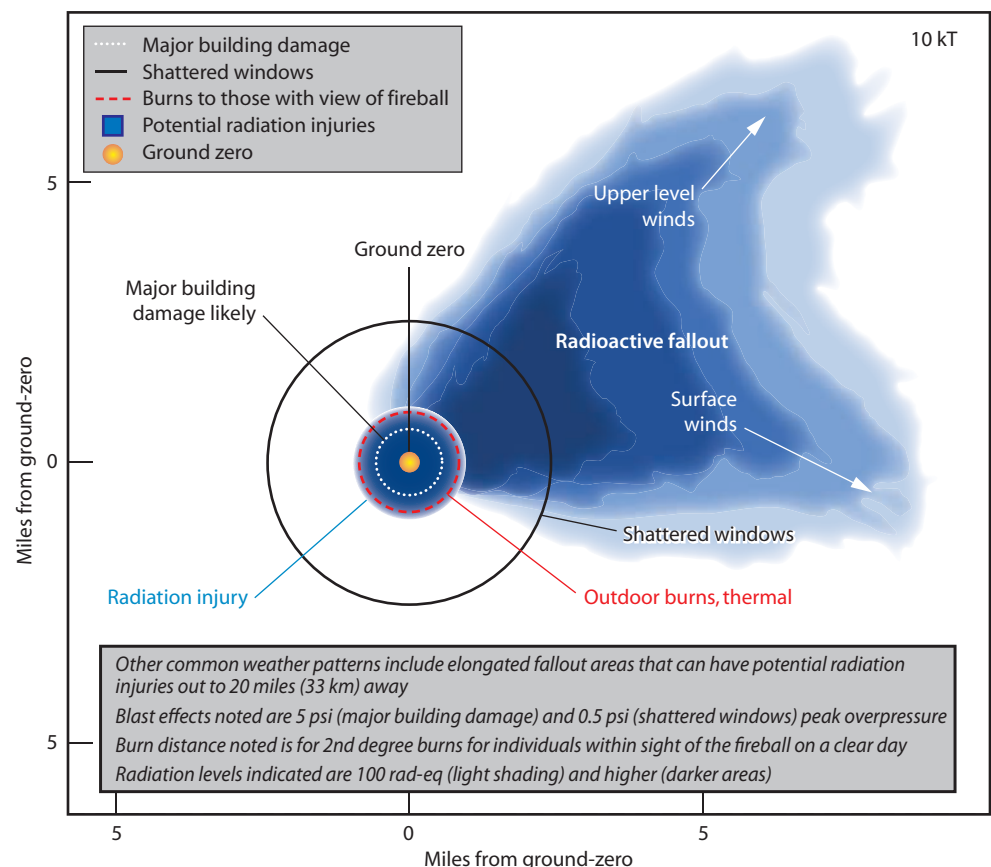 10 kT
Major building damage
Shattered windows
Burns to those with view of fireball
Potential radiation injuries
Ground zero
5
Upper level
winds
Ground zero
Major building
damage likely
Radioactive fallout
Surface
winds
Miles from ground-zero
0
Shattered windows
Radiation injury
Outdoor burns, thermal
Other common weather patterns include elongated fallout areas that can have potential radiation
injuries out to 20 miles (33 km) away
Blast effects noted are 5 psi (major building damage) and 0.5 psi (shattered windows) peak overpressure
Burn distance noted is for 2nd degree burns for individuals within sight of the fireball on a clear day
Radiation levels indicated are 100 rad-eq (light shading) and higher (darker areas)
5
5 0 5
Miles from ground-zero